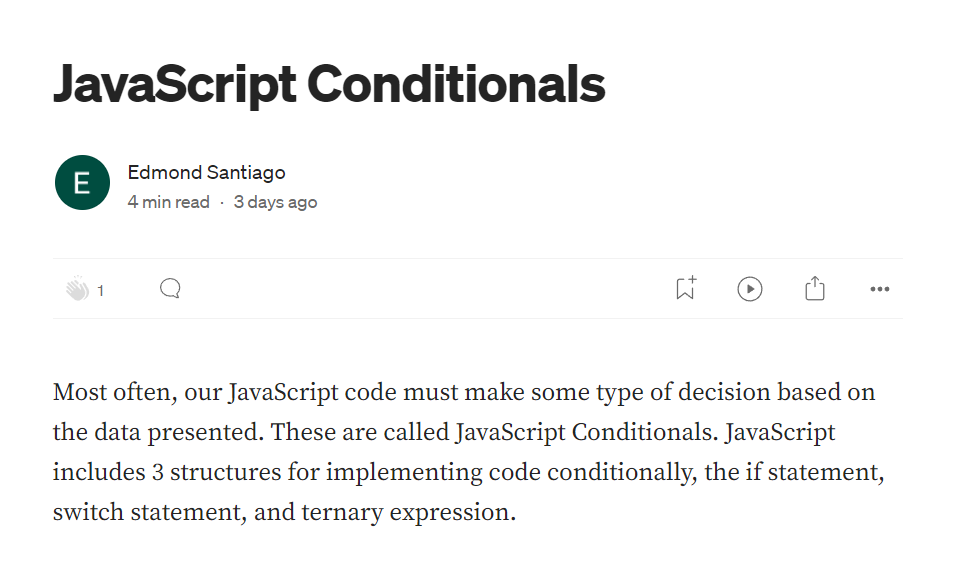 JavaScript Conditionals
E
Edmond Santiago
4 min read · 3 days ago
1
Most often, our JavaScript code must make some type of decision based on
the data presented. These are called JavaScript Conditionals. JavaScript
includes 3 structures for implementing code conditionally, the if statement,
switch statement, and ternary expression.